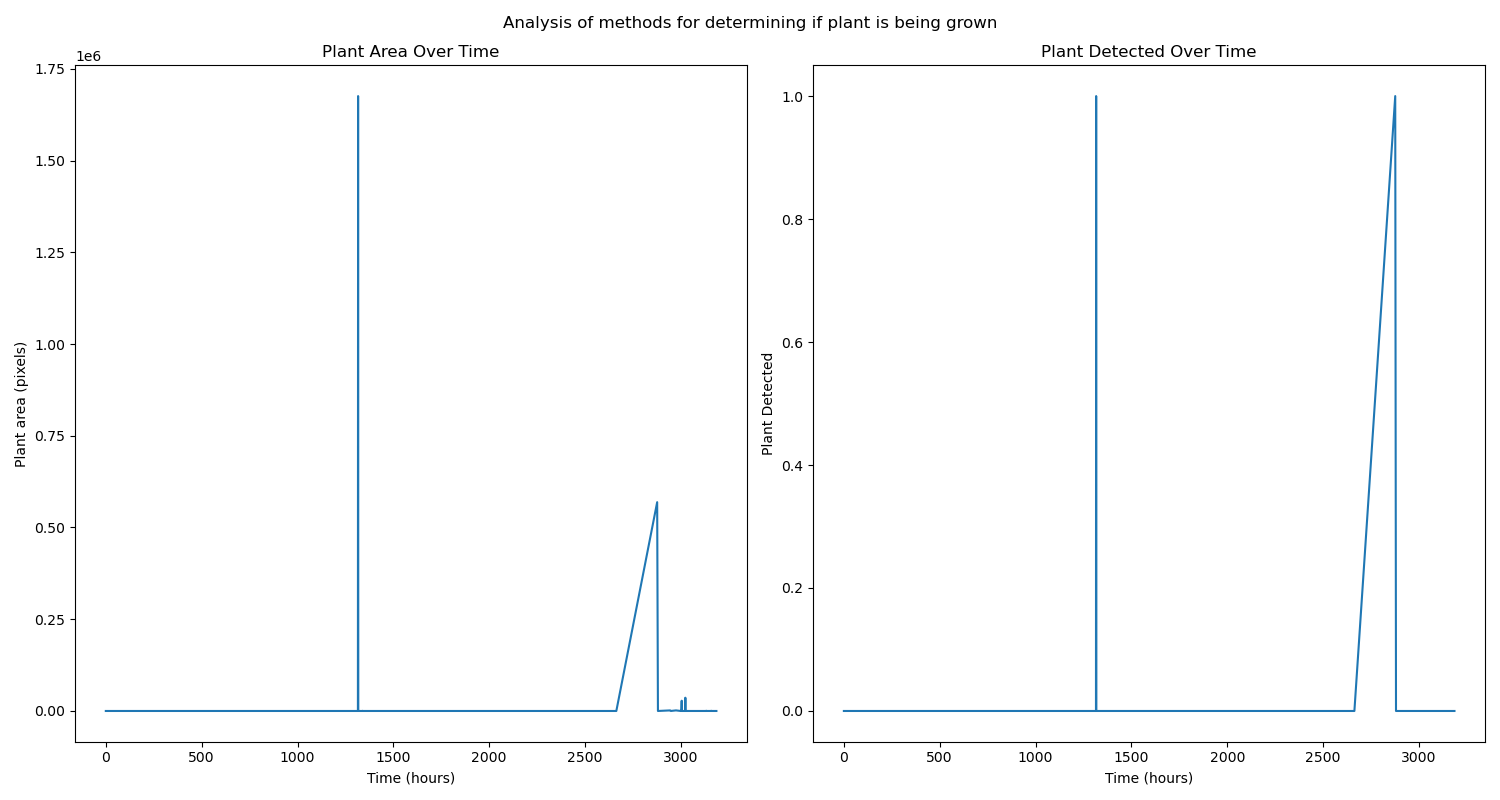 Analysis of methods for determining if plant is being grown
Plant Area Over Time
1e6
1.75
1.50
1.25
1.00
0.75
0.50
0.25
0.00
Plant area (pixels)
0 500 1000 1500 2000 2500 3000
Time (hours)
Plant Detected Over Time
1.0
0.8
0.6
0.4
0.2
0.0
Plant Detected
0 500 1000 1500 2000 2500 3000
Time (hours)